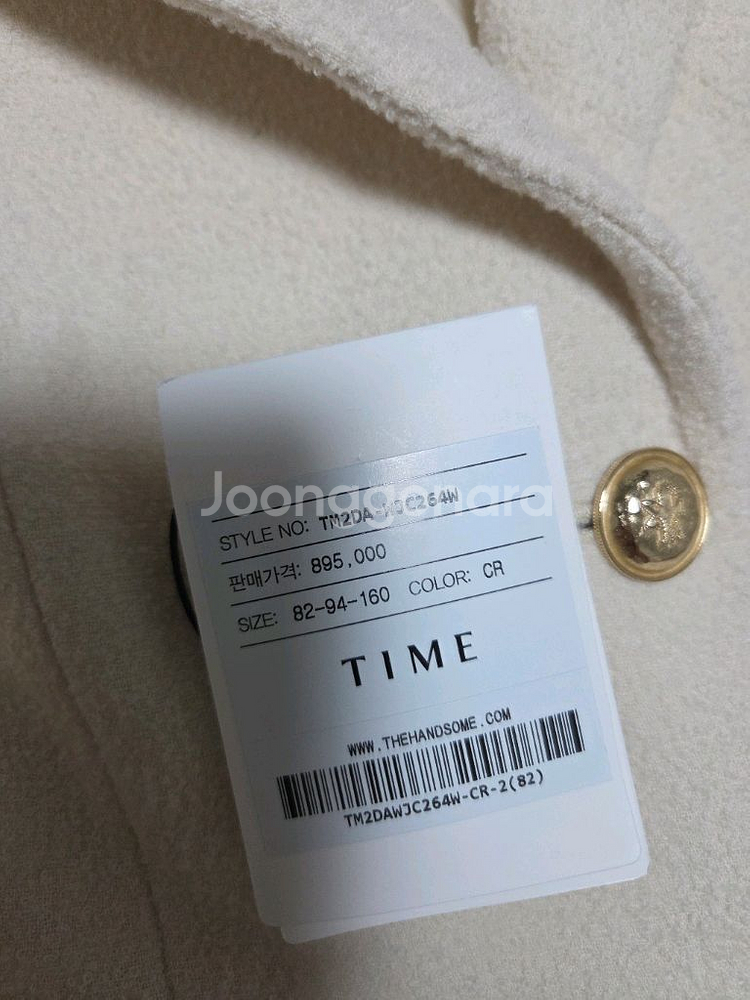 Joonggonara
STYLE NO: TM2DAWJC264W
판매가격: 895,000
SIZE: 82-94-160 COLOR: CR
TIME
WWW.THEHANDSOME.COM
TM2DAWJC264W-CR-2(82)